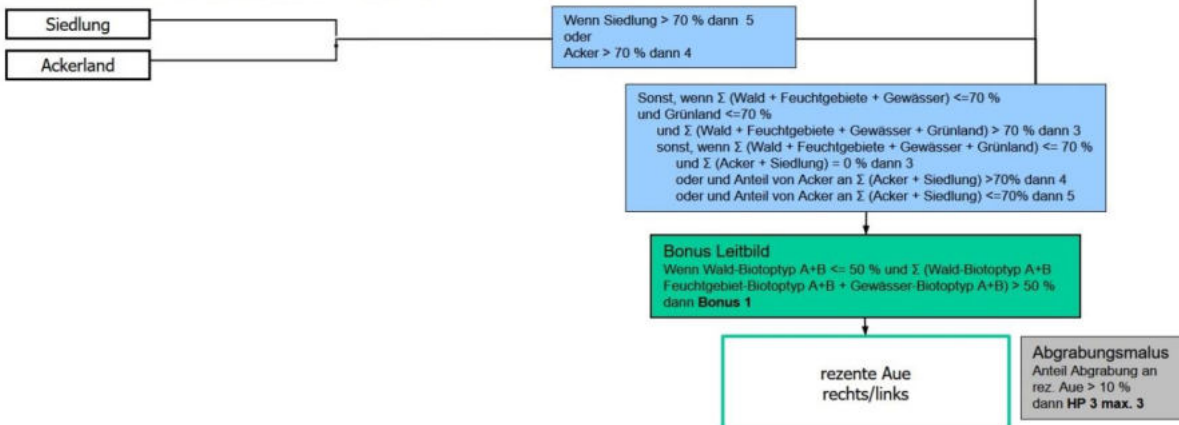 Siedlung
Ackerland
Wenn Siedlung > 70 % dann 5
oder
Acker > 70 % dann 4
Sonst, wenn Σ (Wald + Feuchtgebiete + Gewässer) <=70 %
und Grünland <=70 %
und Σ (Wald + Feuchtgebiete + Gewässer + Grünland) > 70 % dann 3
sonst, wenn Σ (Wald + Feuchtgebiete + Gewässer + Grünland) <= 70 %
und Σ (Acker + Siedlung) = 0 % dann 3
oder und Anteil von Acker an Σ (Acker + Siedlung) >70% dann 4
oder und Anteil von Acker an Σ (Acker + Siedlung) <=70% dann 5
Bonus Leitbild
Wenn Wald-Biotoptyp A+B <= 50 % und Σ (Wald-Biotoptyp A+B
Feuchtgebiet-Biotoptyp A+B + Gewässer-Biotoptyp A+B) > 50 %
dann Bonus 1
rezente Aue
rechts/links
Abgrabungsmalus
Anteil Abgrabung an
rez. Aue > 10 %
dann HP 3 max. 3